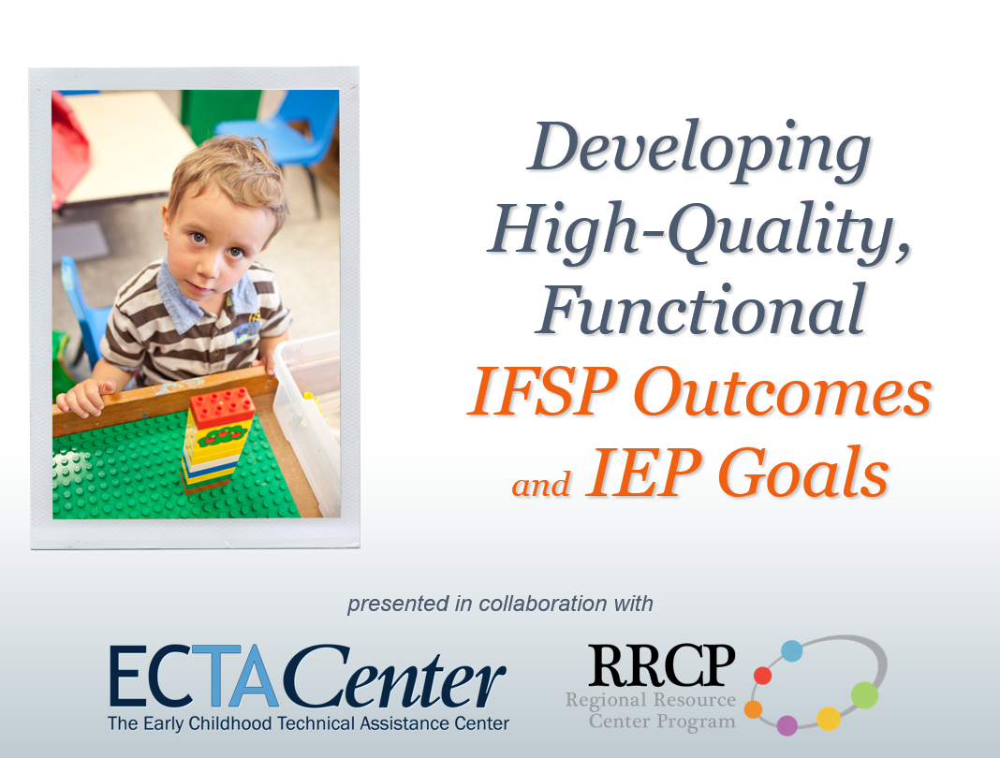 Developing
High-Quality,
Functional
IFSP Outcomes
and IEP Goals
presented in collaboration with
ECTACenter
The Early Childhood Technical Assistance Center
RRCP
Regional Resource
Center Program